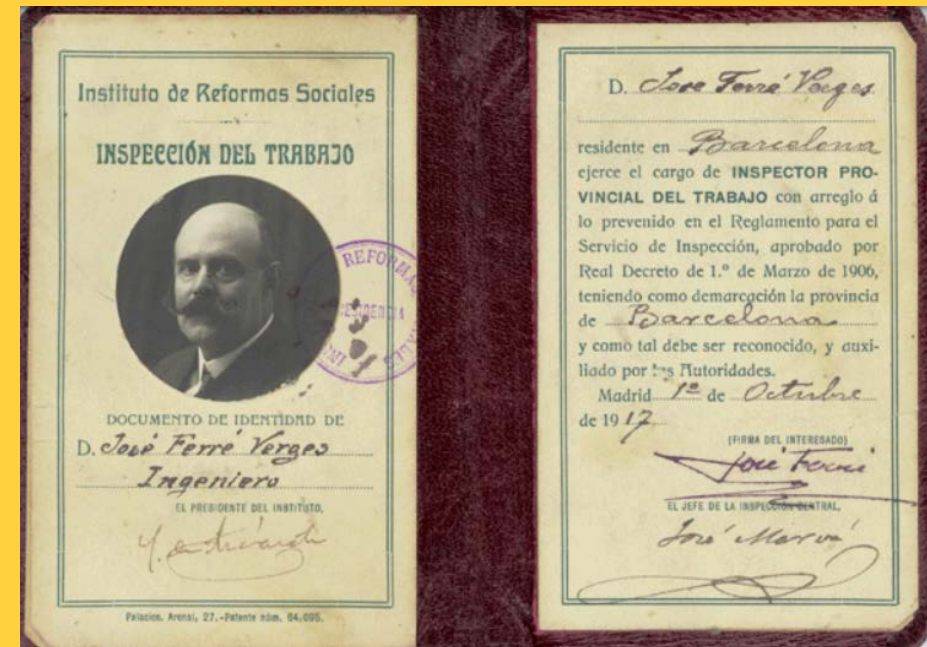 Instituto de Reformas Sociales
INSPECCIÓN DEL TRABAJO
REFORMAS
DOCUMENTO DE IDENTIDAD DE
D. José Ferré Verges
Ingeniero
EL PRESIDENTE DEL INSTITUTO,
Palacios. Arenal, 27.-Patente núm. 64.095.
D. Jose Ferré Verges
residente en Barcelona
ejerce el cargo de INSPECTOR PRO-
VINCIAL DEL TRABAJO con arreglo á
lo prevenido en el Reglamento para el
Servicio de Inspección, aprobado por
Real Decreto de 1.º de Marzo de 1906,
teniendo como demarcación la provincia
de Barcelona
y como tal debe ser reconocido, y auxi-
liado por las Autoridades.
Madrid 1º de Octubre
de 1917
(FIRMA DEL INTERESADO)
José Ferré
EL JEFE DE LA INSPECCIÓN CENTRAL,
José Marvá